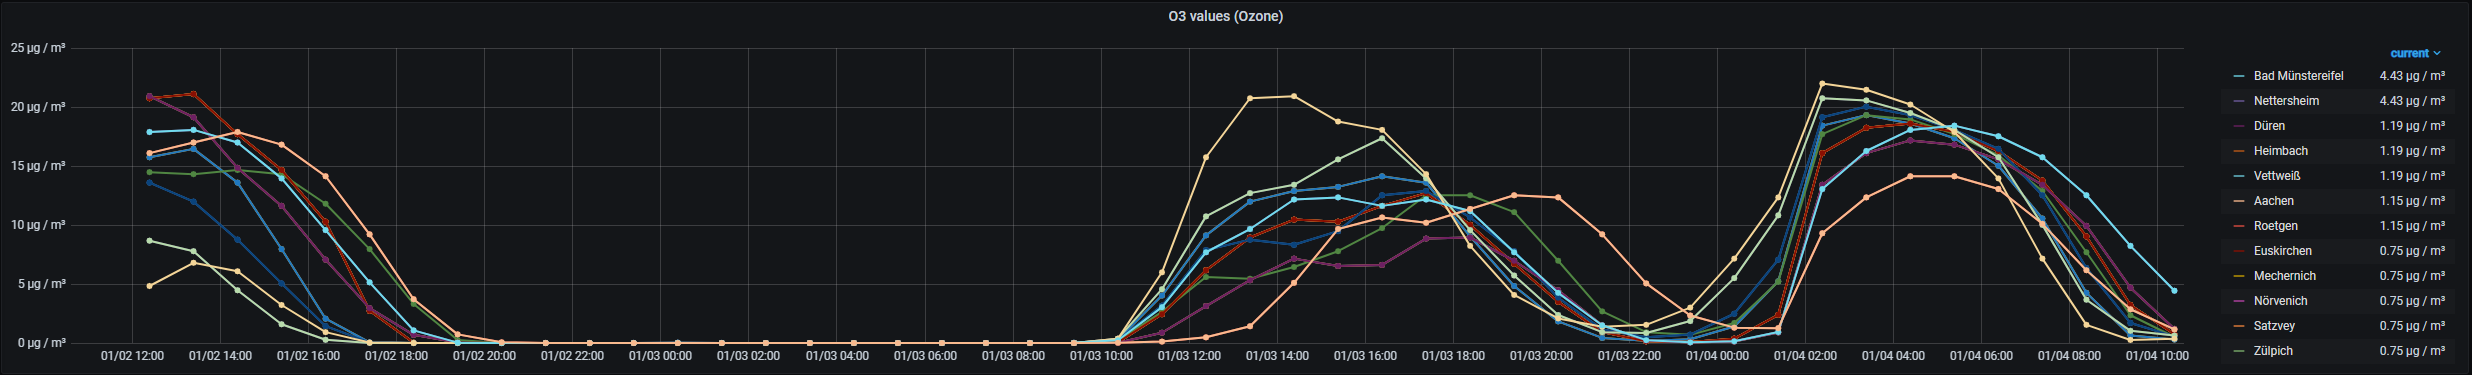 O3 values (Ozone)
25 µg / m³
20 µg / m³
15 µg / m³
10 µg / m³
5 µg / m³
0 µg / m³
01/02 12:00 01/02 14:00 01/02 16:00 01/02 18:00 01/02 20:00 01/02 22:00 01/03 00:00 01/03 02:00 01/03 04:00 01/03 06:00 01/03 08:00 01/03 10:00 01/03 12:00 01/03 14:00 01/03 16:00 01/03 18:00 01/03 20:00 01/03 22:00 01/04 00:00 01/04 02:00 01/04 04:00 01/04 06:00 01/04 08:00 01/04 10:00
current
Bad Münstereifel 4.43 µg / m³
Nettersheim 4.43 µg / m³
Düren 1.19 µg / m³
Heimbach 1.19 µg / m³
Vettweiß 1.19 µg / m³
Aachen 1.15 µg / m³
Roetgen 1.15 µg / m³
Euskirchen 0.75 µg / m³
Mechernich 0.75 µg / m³
Nörvenich 0.75 µg / m³
Satzvey 0.75 µg / m³
Zülpich 0.75 µg / m³